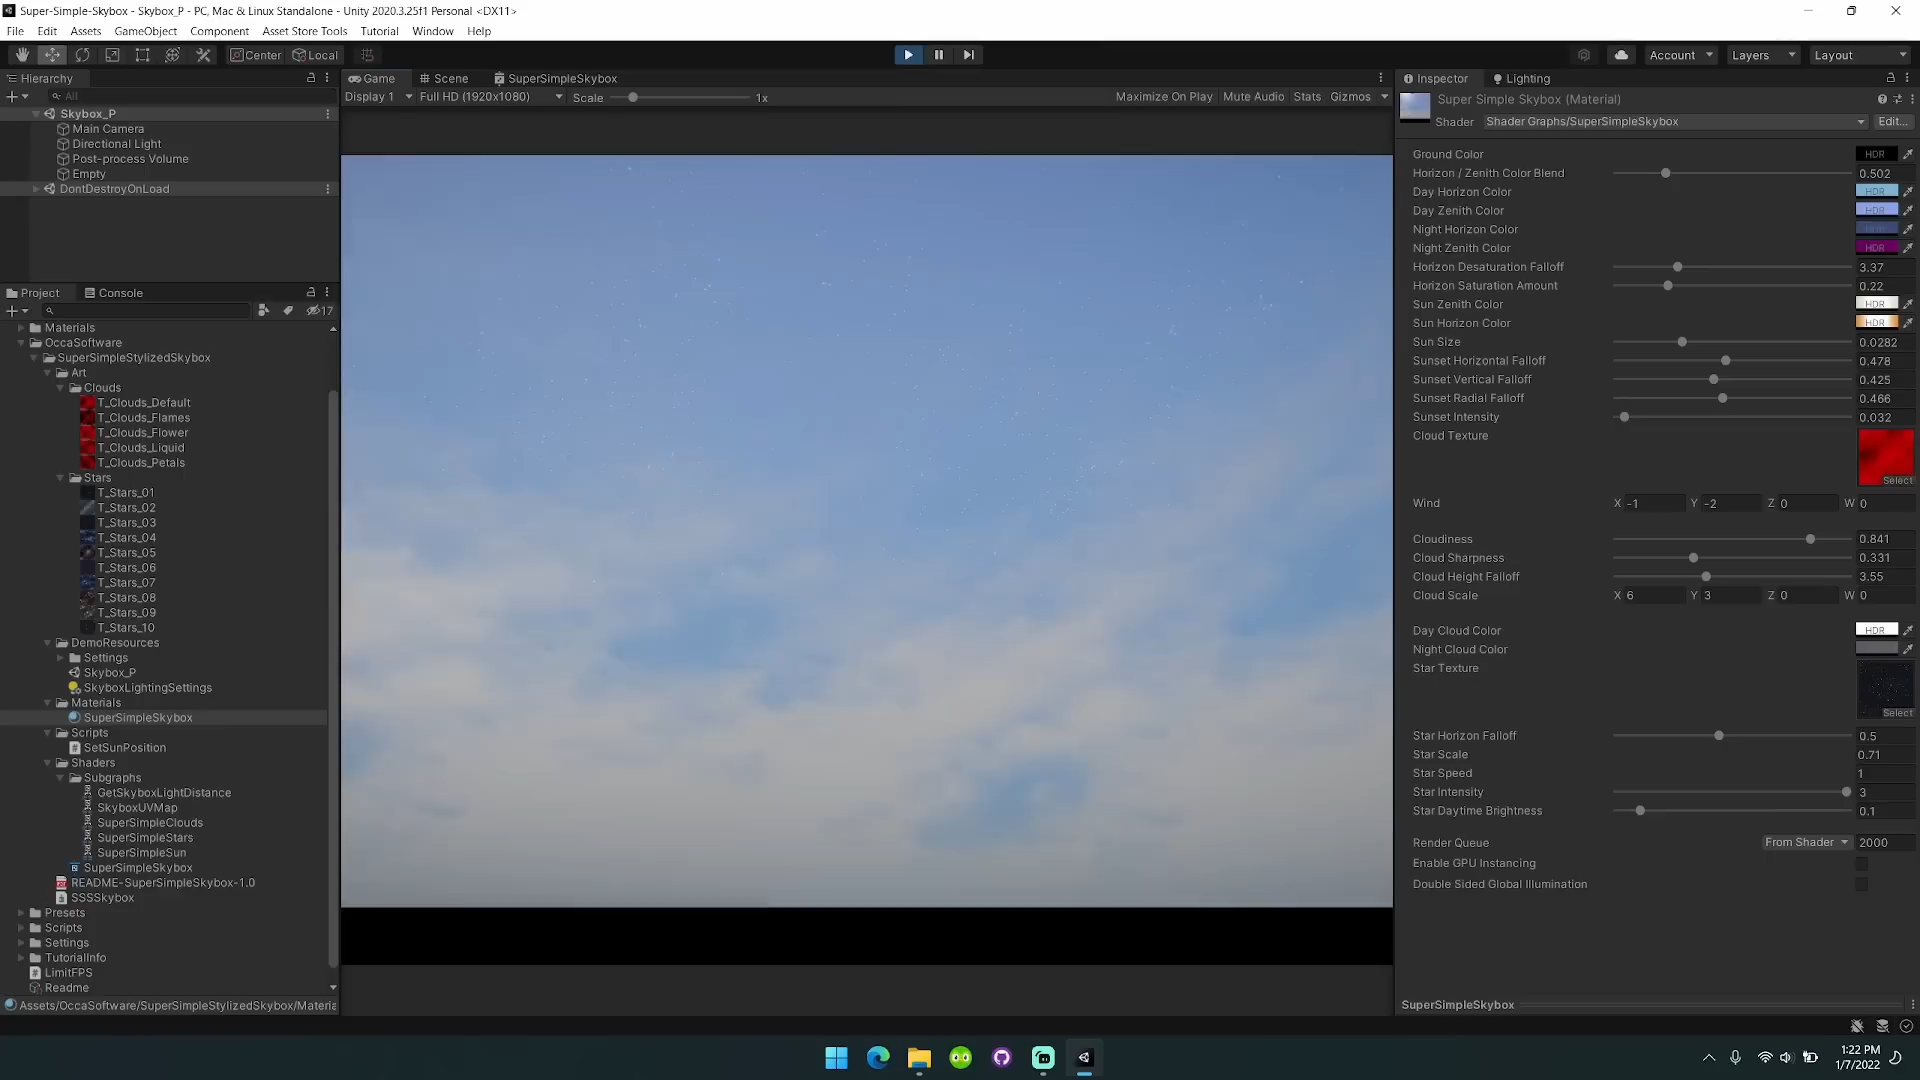 Super-Simple-Skybox - Skybox_P - PC, Mac & Linux Standalone - Unity 2020.3.25f1 Personal <DX11>
File Edit Assets GameObject Component Asset Store Tools Tutorial Window Help
Center Local Account Layers Layout
Hierarchy
All
Skybox_P
Main Camera
Directional Light
Post-process Volume
Empty
DontDestroyOnLoad
Project Console
17
Materials
OccaSoftware
SuperSimpleStylizedSkybox
Art
Clouds
T_Clouds_Default
T_Clouds_Flames
T_Clouds_Flower
T_Clouds_Liquid
T_Clouds_Petals
Stars
T_Stars_01
T_Stars_02
T_Stars_03
T_Stars_04
T_Stars_05
T_Stars_06
T_Stars_07
T_Stars_08
T_Stars_09
T_Stars_10
DemoResources
Settings
Skybox_P
SkyboxLightingSettings
Materials
SuperSimpleSkybox
Scripts
SetSunPosition
Shaders
Subgraphs
GetSkyboxLightDistance
SkyboxUVMap
SuperSimpleClouds
SuperSimpleStars
SuperSimpleSun
SuperSimpleSkybox
README-SuperSimpleSkybox-1.0
SSSSkybox
Presets
Scripts
Settings
TutorialInfo
LimitFPS
Readme
Assets/OccaSoftware/SuperSimpleStylizedSkybox/Materia
Game Scene SuperSimpleSkybox
Display 1 Full HD (1920x1080) Scale 1x Maximize On Play Mute Audio Stats Gizmos
Inspector Lighting
Super Simple Skybox (Material)
Shader Shader Graphs/SuperSimpleSkybox Edit...
Ground Color HDR
Horizon / Zenith Color Blend 0.502
Day Horizon Color HDR
Day Zenith Color HDR
Night Horizon Color HDR
Night Zenith Color HDR
Horizon Desaturation Falloff 3.37
Horizon Saturation Amount 0.22
Sun Zenith Color HDR
Sun Horizon Color HDR
Sun Size 0.0282
Sunset Horizontal Falloff 0.478
Sunset Vertical Falloff 0.425
Sunset Radial Falloff 0.466
Sunset Intensity 0.032
Cloud Texture
Select
Wind X -1 Y -2 Z 0 W 0
Cloudiness 0.841
Cloud Sharpness 0.331
Cloud Height Falloff 3.55
Cloud Scale X 6 Y 3 Z 0 W 0
Day Cloud Color HDR
Night Cloud Color
Star Texture
Select
Star Horizon Falloff 0.5
Star Scale 0.71
Star Speed 1
Star Intensity 3
Star Daytime Brightness 0.1
Render Queue From Shader 2000
Enable GPU Instancing
Double Sided Global Illumination
SuperSimpleSkybox
1:22 PM
1/7/2022